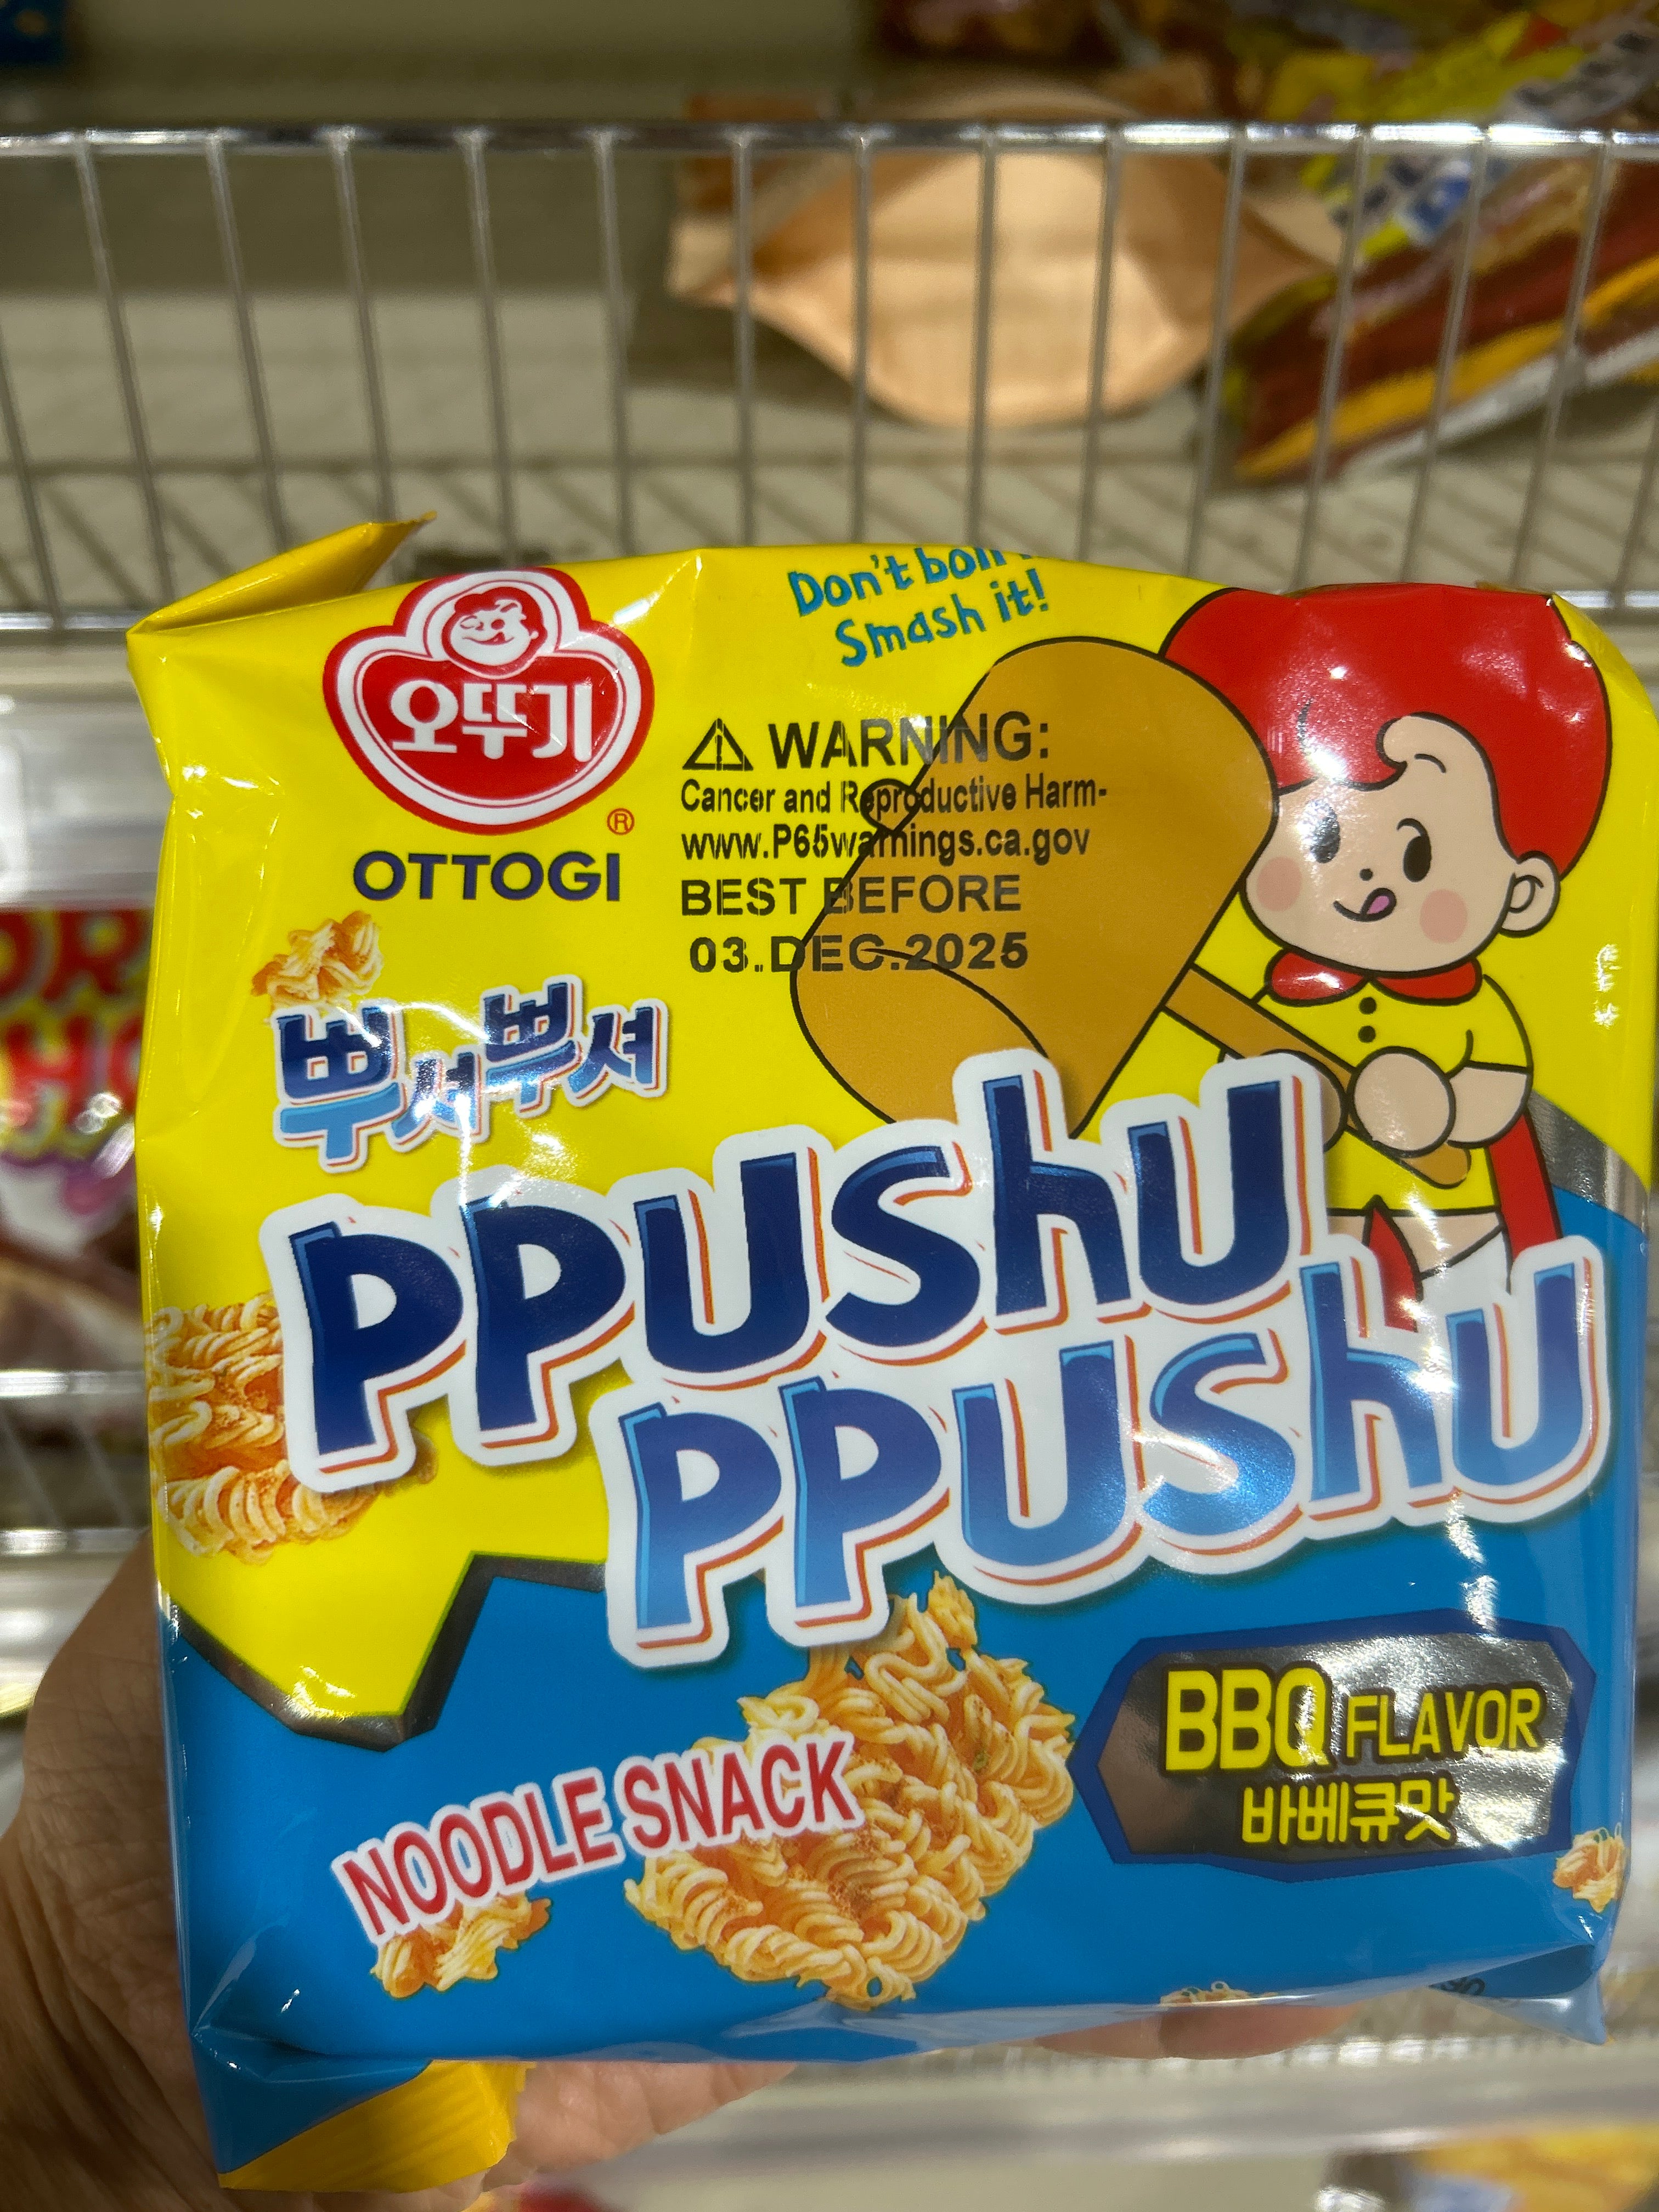 Don't boil
Smash it!
오뚜기
®
OTTOGI
WARNING:
Cancer and Reproductive Harm-
www.P65warnings.ca.gov
BEST BEFORE
03.DEC.2025
뿌셔뿌셔
PPUSHU
PPUSHU
NOODLE SNACK
BBQ FLAVOR
바베큐맛